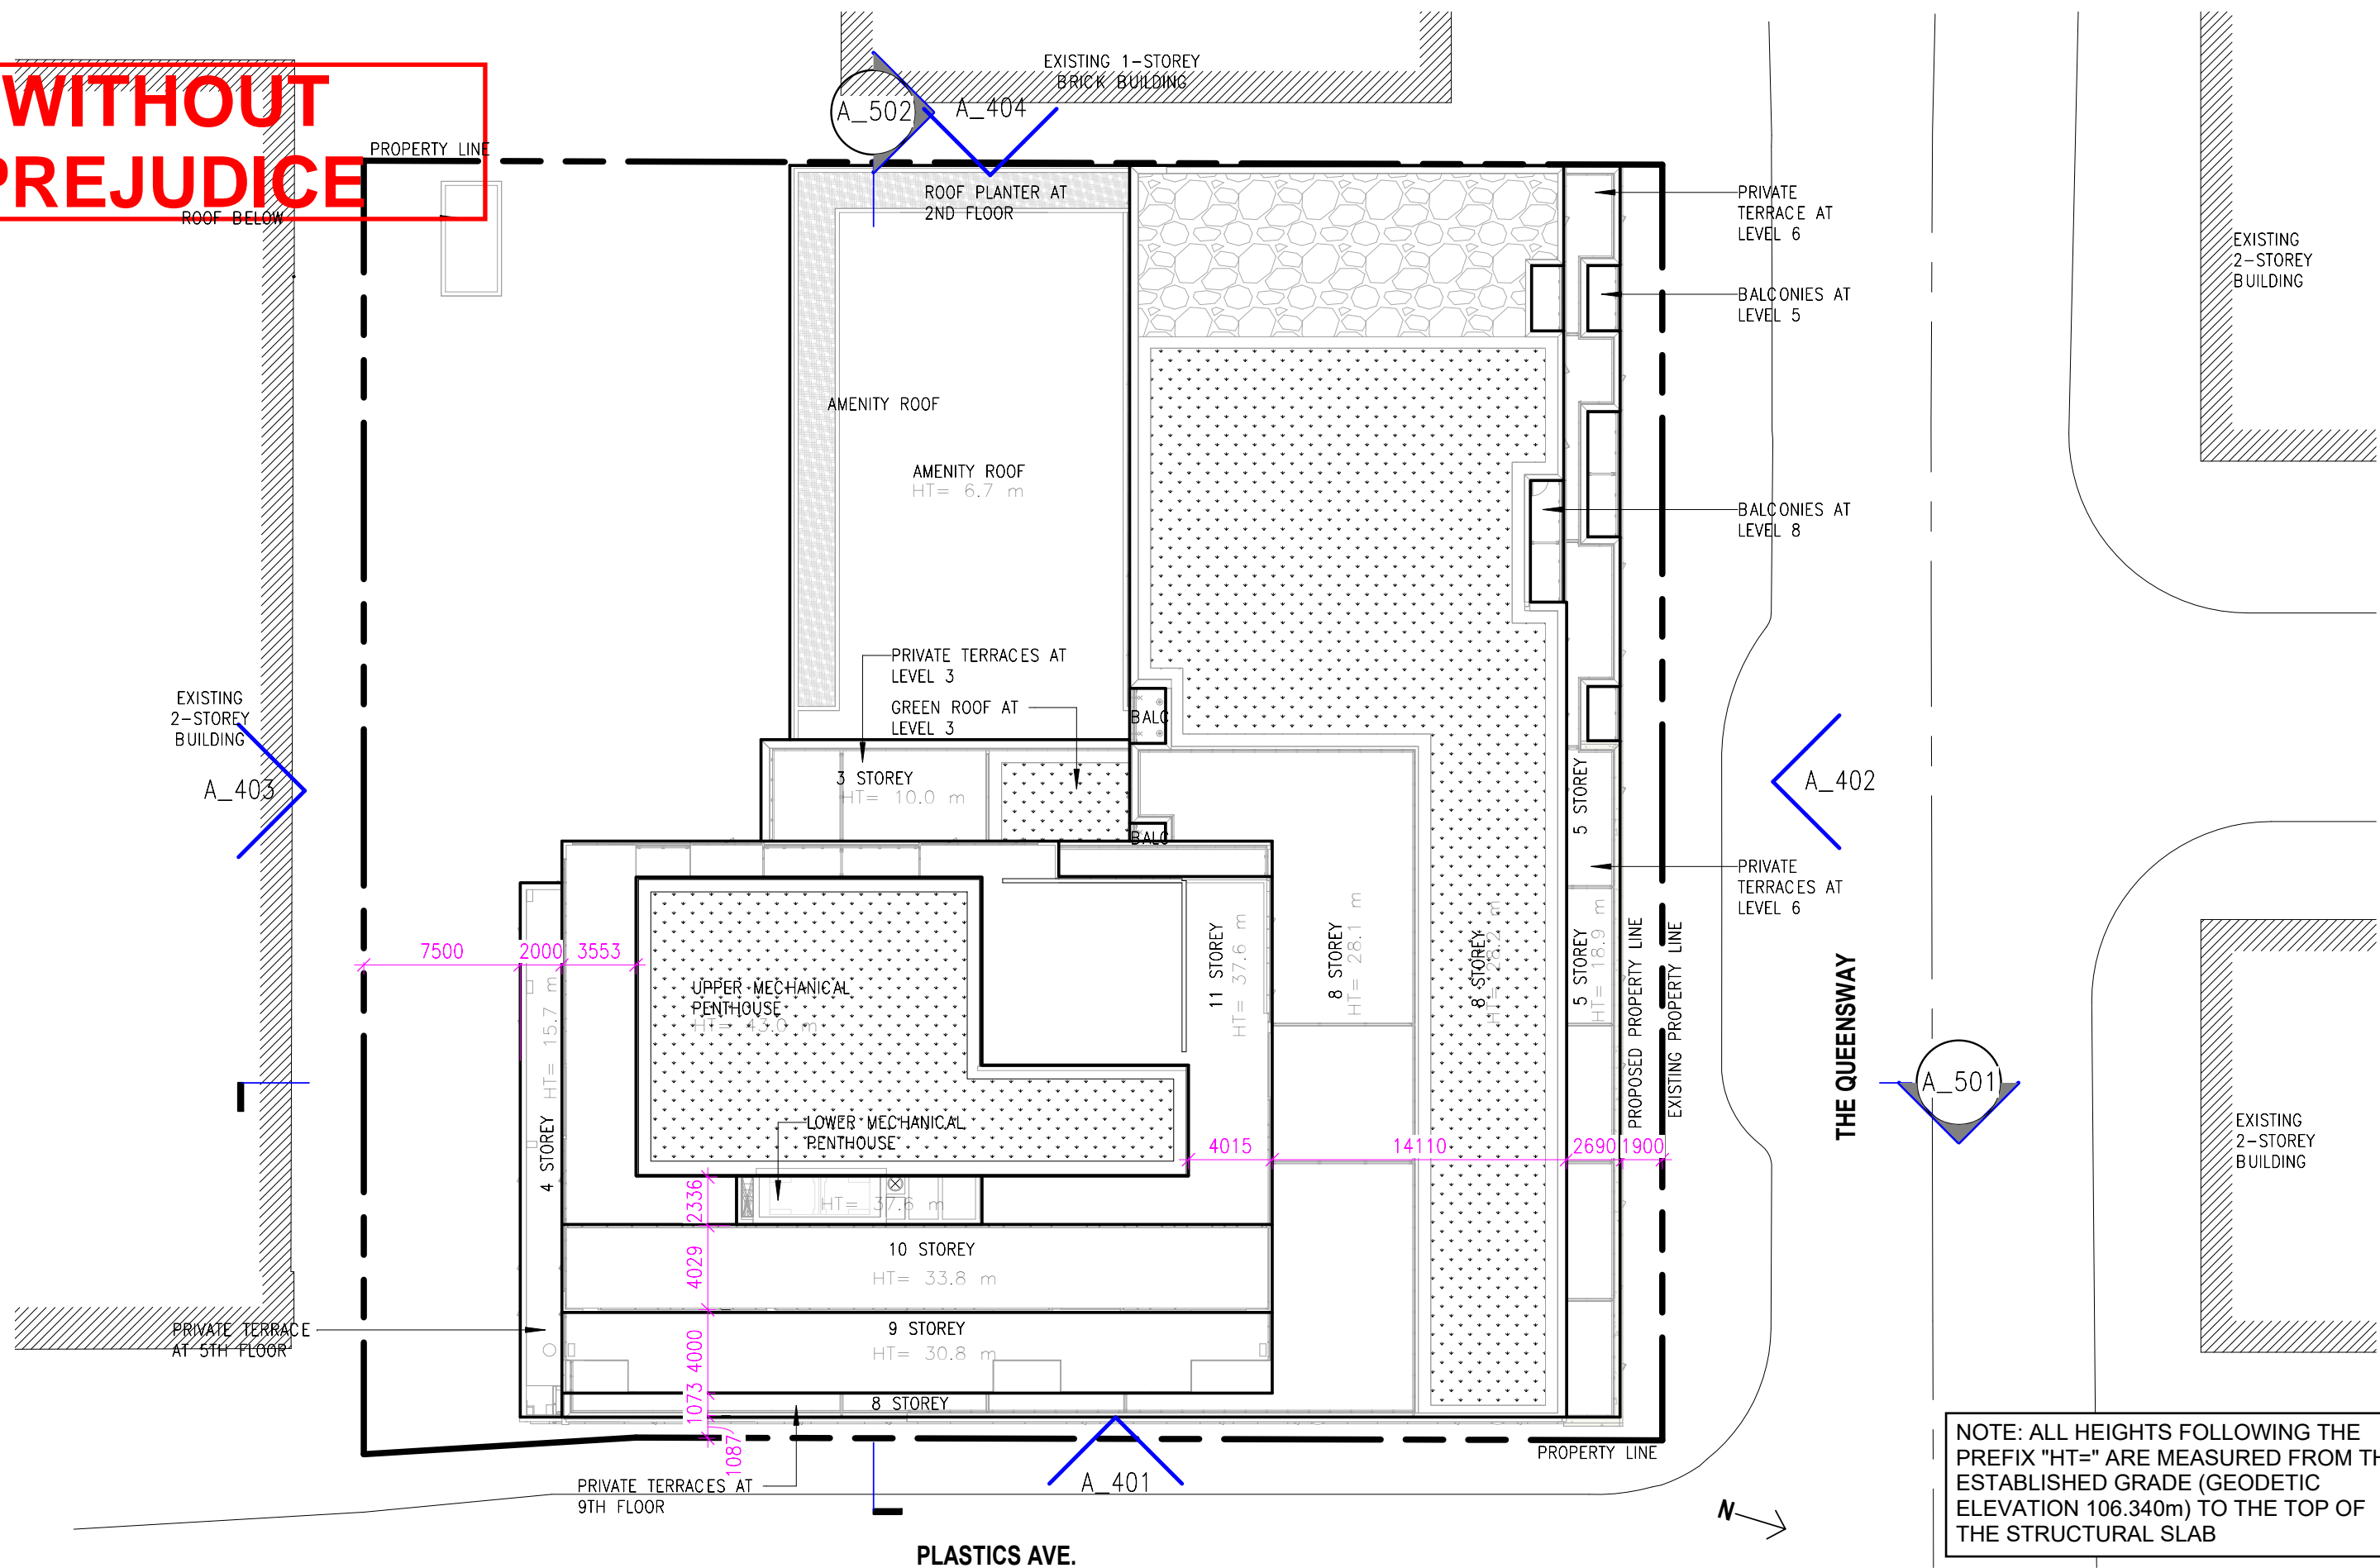 WITHOUT
PREJUDICE
PROPERTY LINE
ROOF BELOW
EXISTING 1-STOREY
BRICK BUILDING
A_502
A_404
ROOF PLANTER AT
2ND FLOOR
PRIVATE
TERRACE AT
LEVEL 6
EXISTING
2-STOREY
BUILDING
BALCONIES AT
LEVEL 5
AMENITY ROOF
AMENITY ROOF
HT= 6.7 m
BALCONIES AT
LEVEL 8
PRIVATE TERRACES AT
LEVEL 3
GREEN ROOF AT
LEVEL 3
BALC
EXISTING
2-STOREY
BUILDING
A_403
3 STOREY
HT= 10.0 m
BALC
5 STOREY
A_402
PRIVATE
TERRACES AT
LEVEL 6
7500
2000
3553
UPPER MECHANICAL
PENTHOUSE
HT= 43.0 m
11 STOREY
HT= 37.6 m
8 STOREY
HT= 28.1 m
8 STOREY
HT= 28.2 m
5 STOREY
HT= 18.9 m
PROPOSED PROPERTY LINE
EXISTING PROPERTY LINE
THE QUEENSWAY
A_501
4 STOREY
HT= 15.7 m
LOWER MECHANICAL
PENTHOUSE
4015
14110
2690
1900
EXISTING
2-STOREY
BUILDING
2336
HT= 37.6 m
4029
10 STOREY
HT= 33.8 m
4000
9 STOREY
HT= 30.8 m
PRIVATE TERRACE
AT 5TH FLOOR
1073
8 STOREY
1087
PRIVATE TERRACES AT
9TH FLOOR
A_401
PROPERTY LINE
N
PLASTICS AVE.
NOTE: ALL HEIGHTS FOLLOWING THE
PREFIX "HT=" ARE MEASURED FROM TH
ESTABLISHED GRADE (GEODETIC
ELEVATION 106.340m) TO THE TOP OF
THE STRUCTURAL SLAB